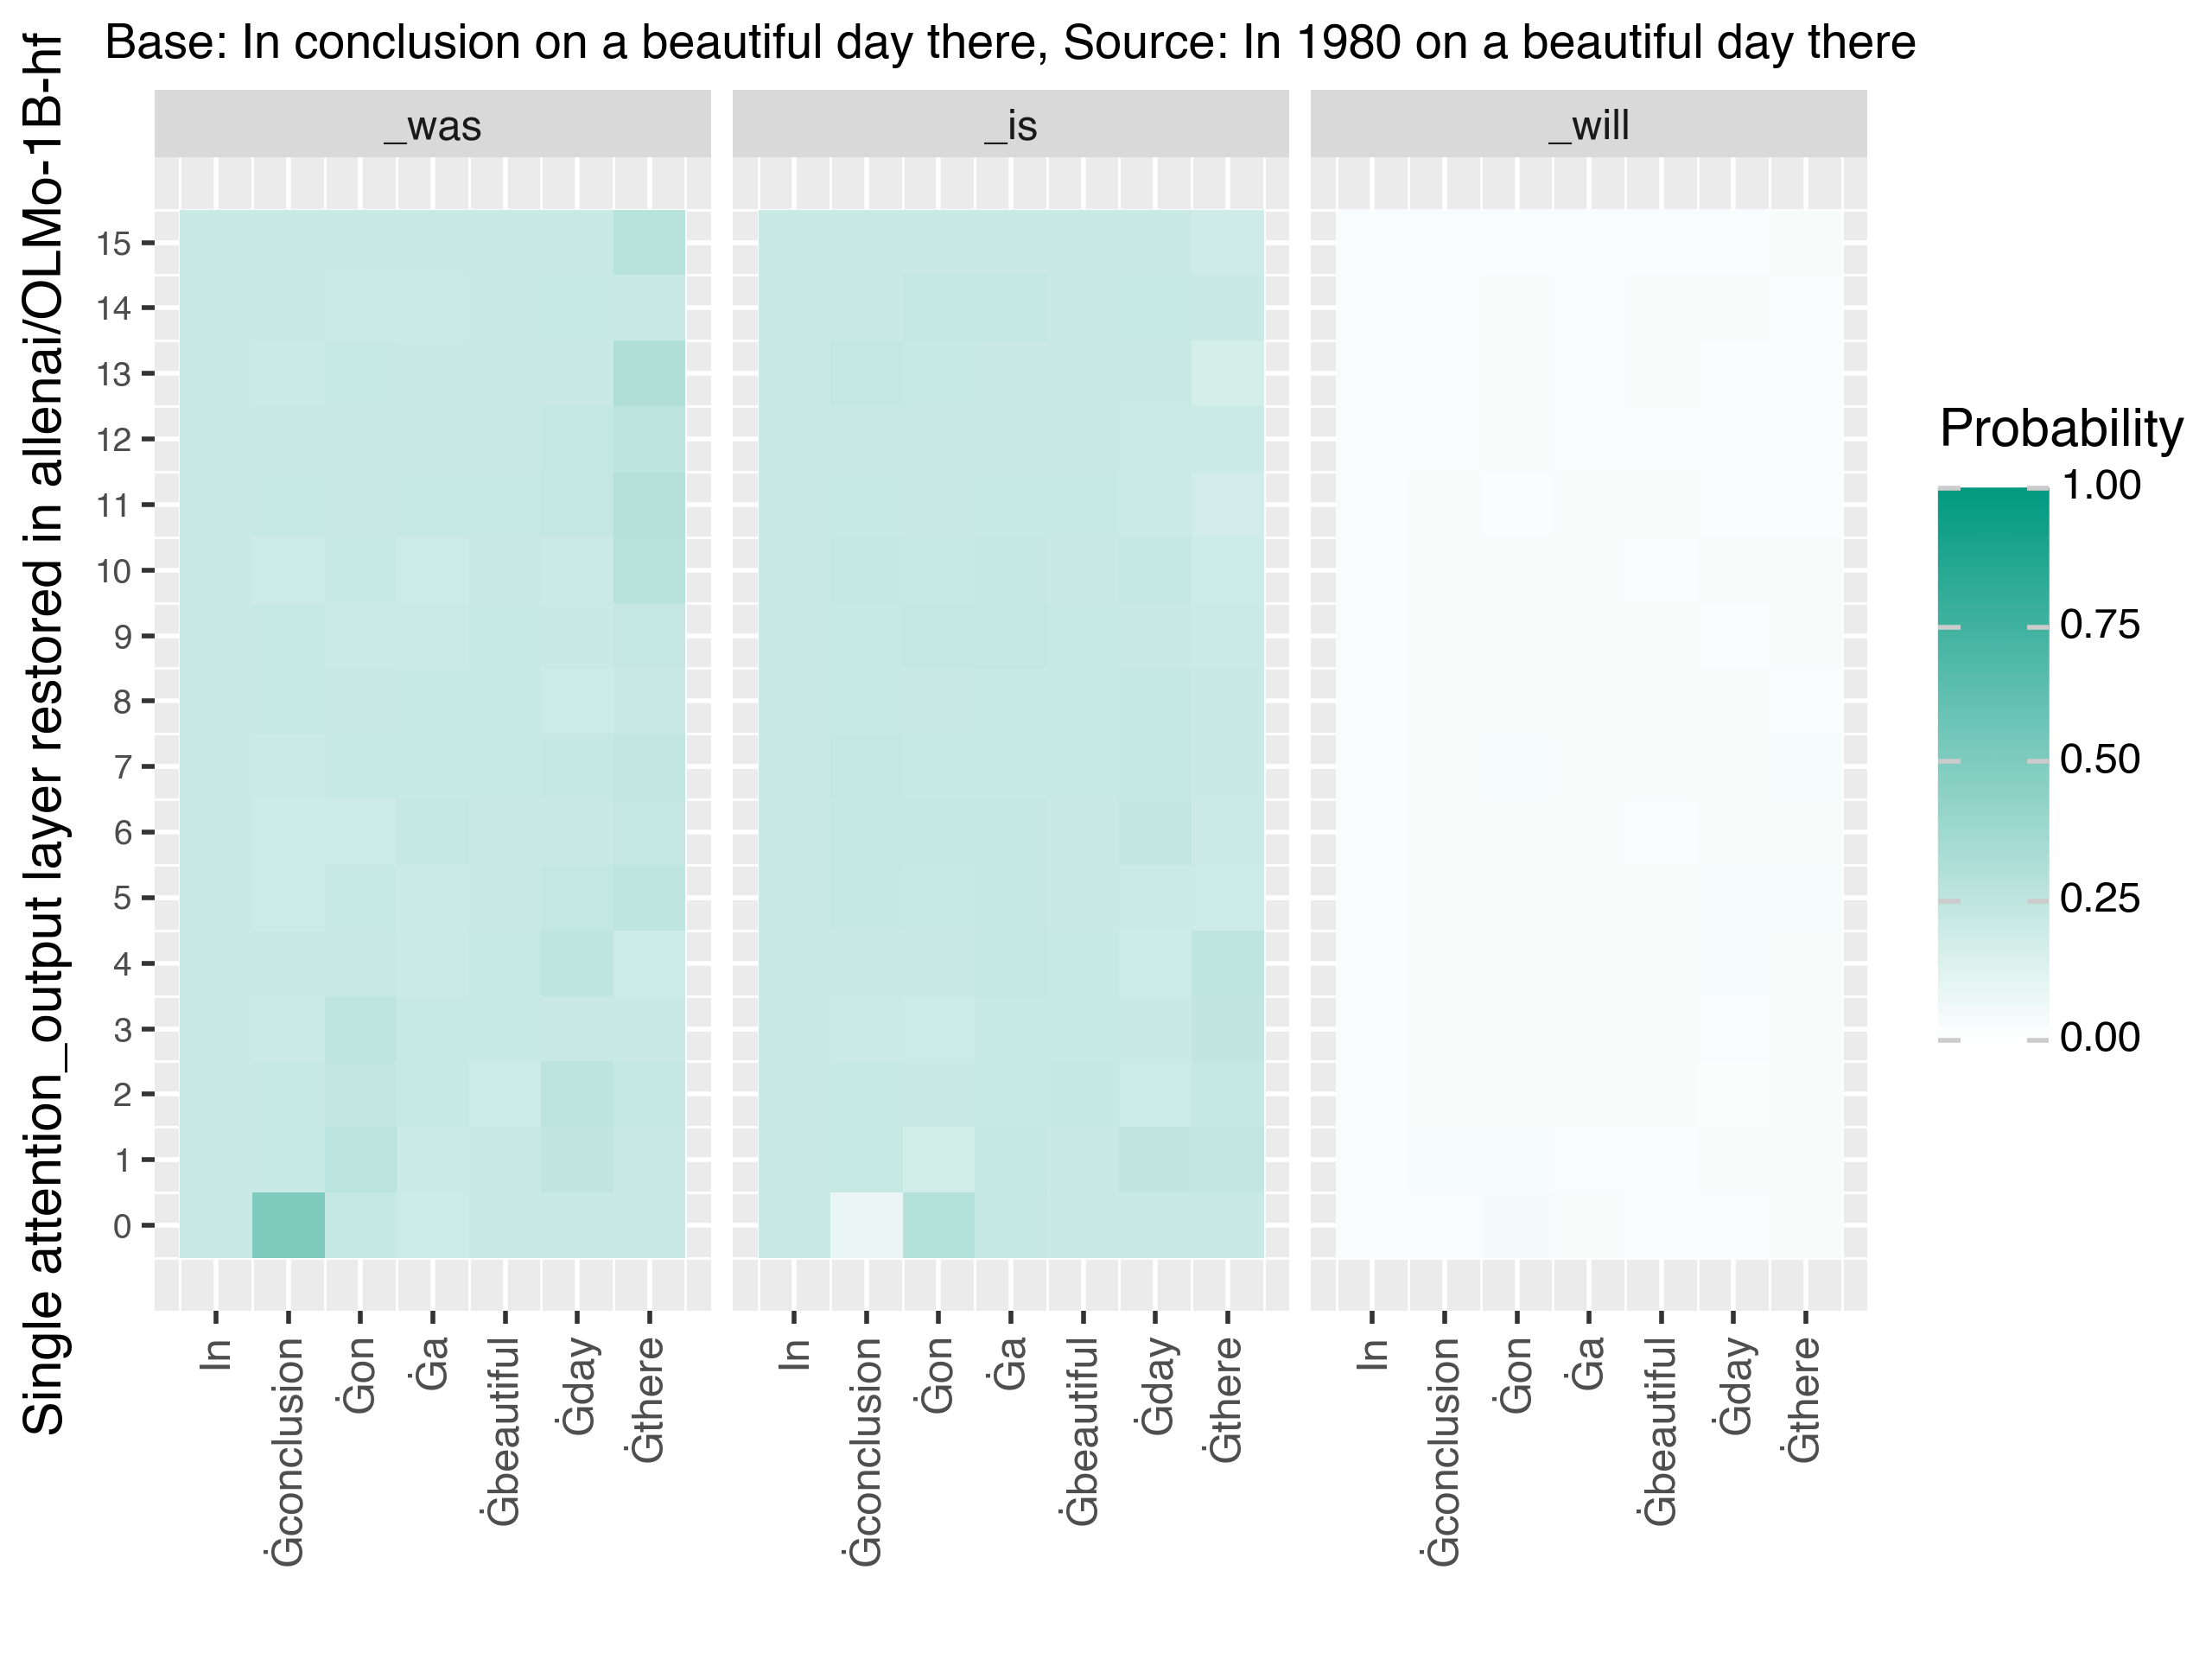 Base: In conclusion on a beautiful day there, Source: In 1980 on a beautiful day there
Single attention_output layer restored in allenai/OLMo-1B-hf
_was
_is
_will
15
14
13
12
11
10
9
8
7
6
5
4
3
2
1
0
In
Ġconclusion
Ġon
Ġa
Ġbeautiful
Ġday
Ġthere
In
Ġconclusion
Ġon
Ġa
Ġbeautiful
Ġday
Ġthere
In
Ġconclusion
Ġon
Ġa
Ġbeautiful
Ġday
Ġthere
Probability
1.00
0.75
0.50
0.25
0.00